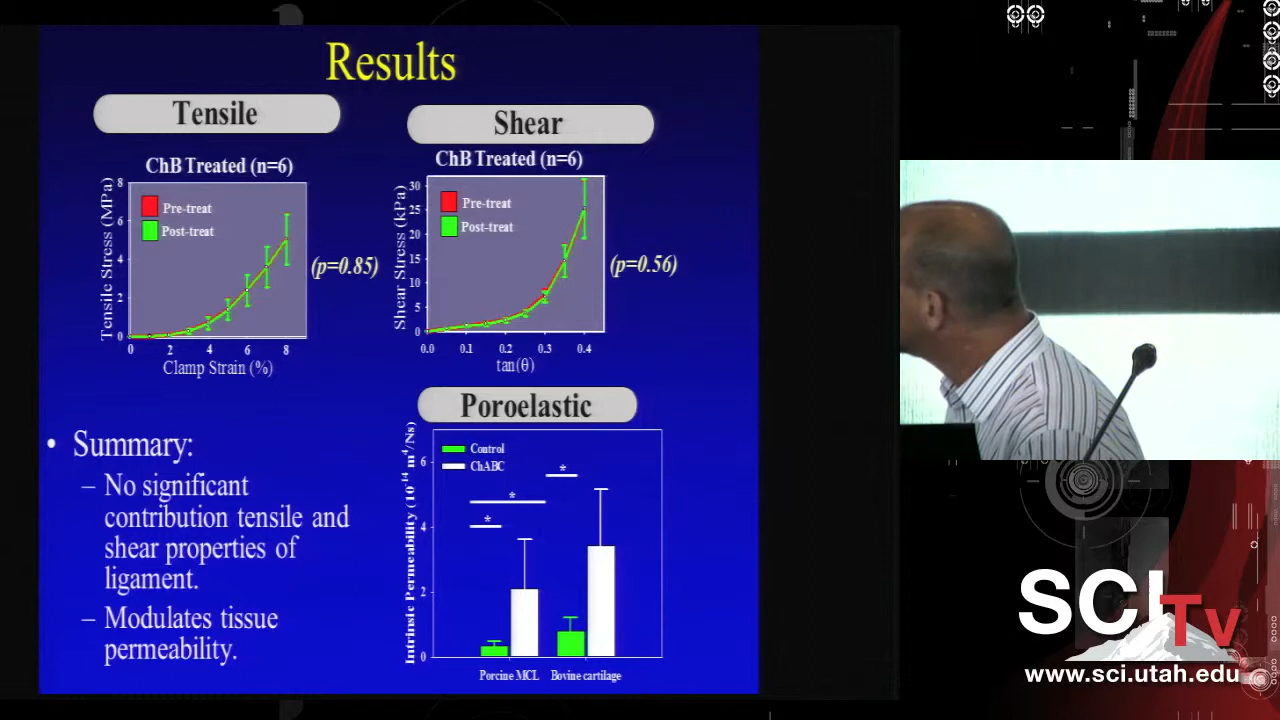 Results
Tensile
Shear
ChB Treated (n=6)
Tensile Stress (MPa)
8
6
4
2
0
Pre-treat
Post-treat
0 2 4 6 8
Clamp Strain (%)
(p=0.85)
ChB Treated (n=6)
Shear Stress (kPa)
30
25
20
15
10
5
0
Pre-treat
Post-treat
0.0 0.1 0.2 0.3 0.4
tan(θ)
(p=0.56)
• Summary:
– No significant
contribution tensile and
shear properties of
ligament.
– Modulates tissue
permeability.
Poroelastic
Intrinsic Permeability (10⁻¹⁴ m⁴/Ns)
6
4
2
0
Control
ChABC
*
*
*
Porcine MCL Bovine cartilage
SCI TV
www.sci.utah.edu